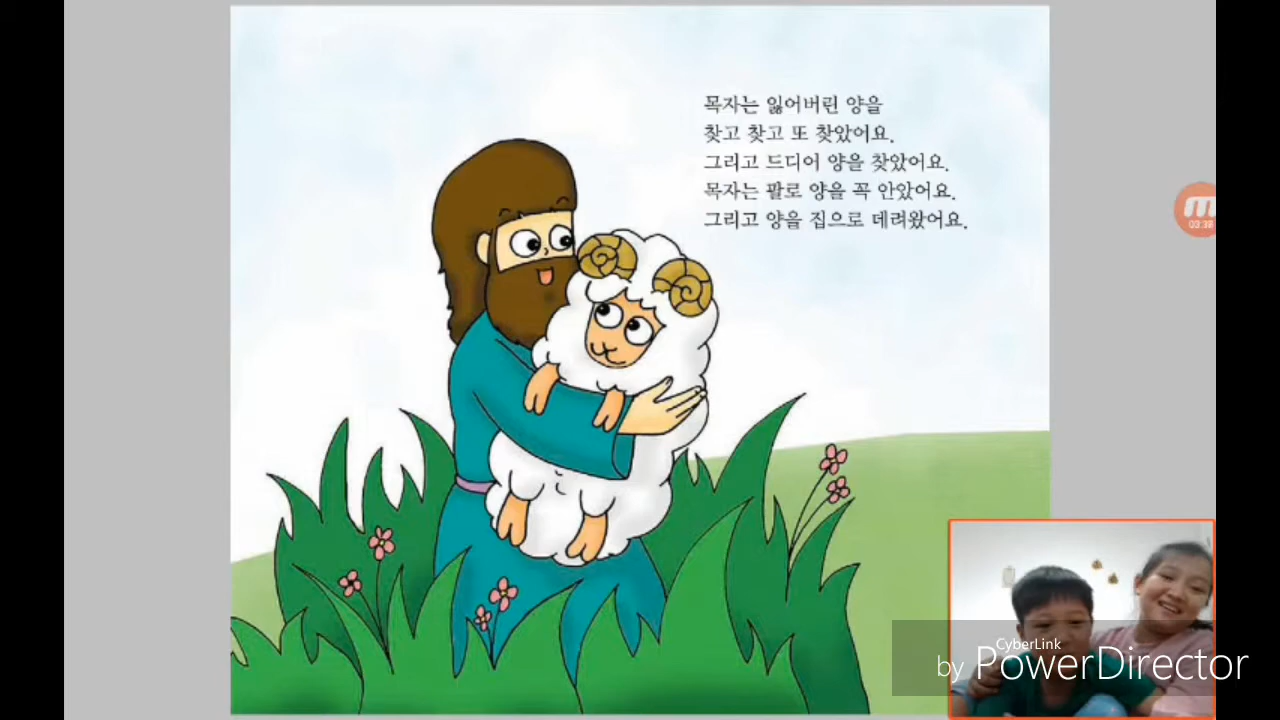 목자는 잃어버린 양을
찾고 찾고 또 찾았어요.
그리고 드디어 양을 찾았어요.
목자는 팔로 양을 꼭 안았어요.
그리고 양을 집으로 데려왔어요.
03:38
CyberLink
by PowerDirector